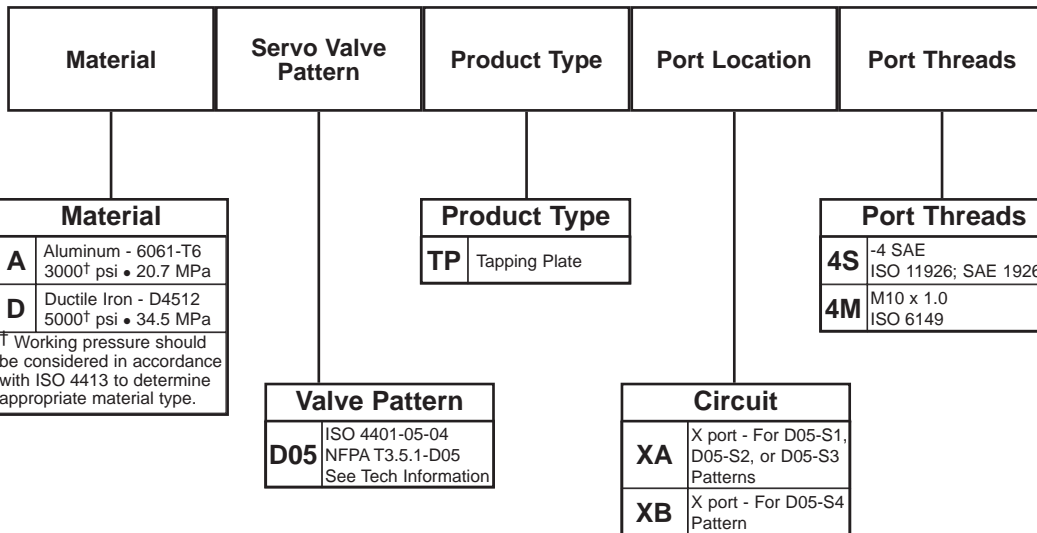 Material
Servo Valve
Pattern
Product Type
Port Location
Port Threads
Material
A
Aluminum - 6061-T6
3000† psi • 20.7 MPa
D
Ductile Iron - D4512
5000† psi • 34.5 MPa
† Working pressure should
be considered in accordance
with ISO 4413 to determine
appropriate material type.
Product Type
TP
Tapping Plate
Port Threads
4S
-4 SAE
ISO 11926; SAE 1926
4M
M10 x 1.0
ISO 6149
Valve Pattern
D05
ISO 4401-05-04
NFPA T3.5.1-D05
See Tech Information
Circuit
XA
X port - For D05-S1,
D05-S2, or D05-S3
Patterns
XB
X port - For D05-S4
Pattern